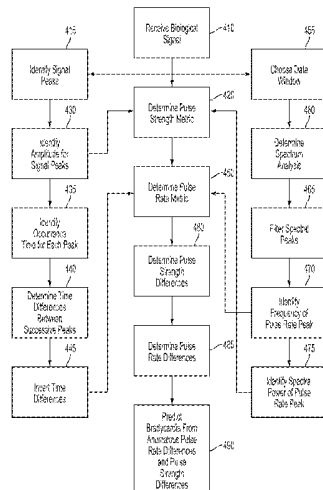 410
Receive Biological
Signal
415
Identify Signal
Peaks
430
Identify
Amplitude for
Signal Peaks
435
Identify
Occurrence
Time for Each Peak
440
Determine Time
Differences
Between
Successive Peaks
445
Invert Time
Differences
420
Determine Pulse
Strength Metric
450
Determine Pulse
Rate Metric
480
Determine Pulse
Strength Differences
485
Determine Pulse
Rate Differences
Predict
Bradycardia From
Anomalous Pulse
Rate Differences
and Pulse
Strength
Differences
490
455
Choose Data
Window
460
Determine
Spectrum
Analysis
465
Filter Spectral
Peaks
470
Identify
Frequency of
Pulse Rate Peak
475
Identify Spectral
Power of Pulse
Rate Peak